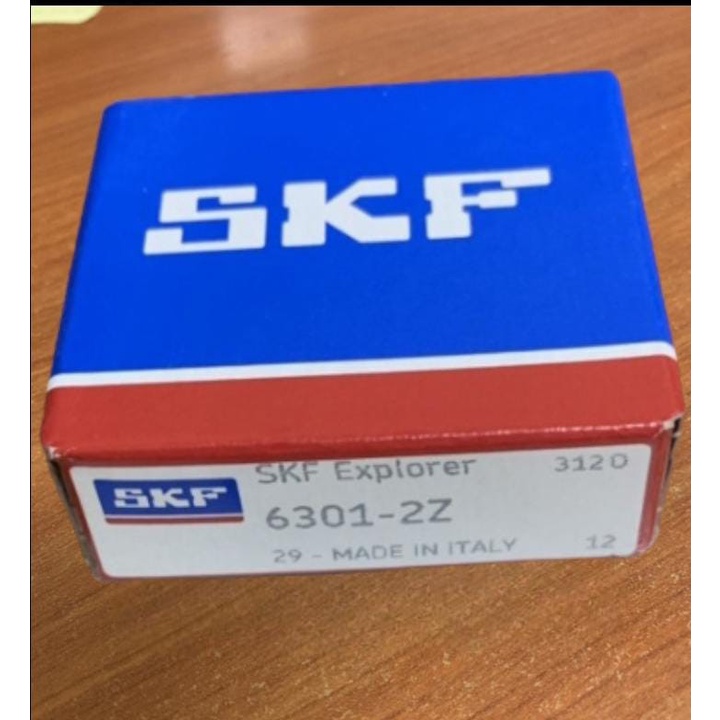 SKF
SKF
SKF Explorer 3120
6301-2Z
29 - MADE IN ITALY 12